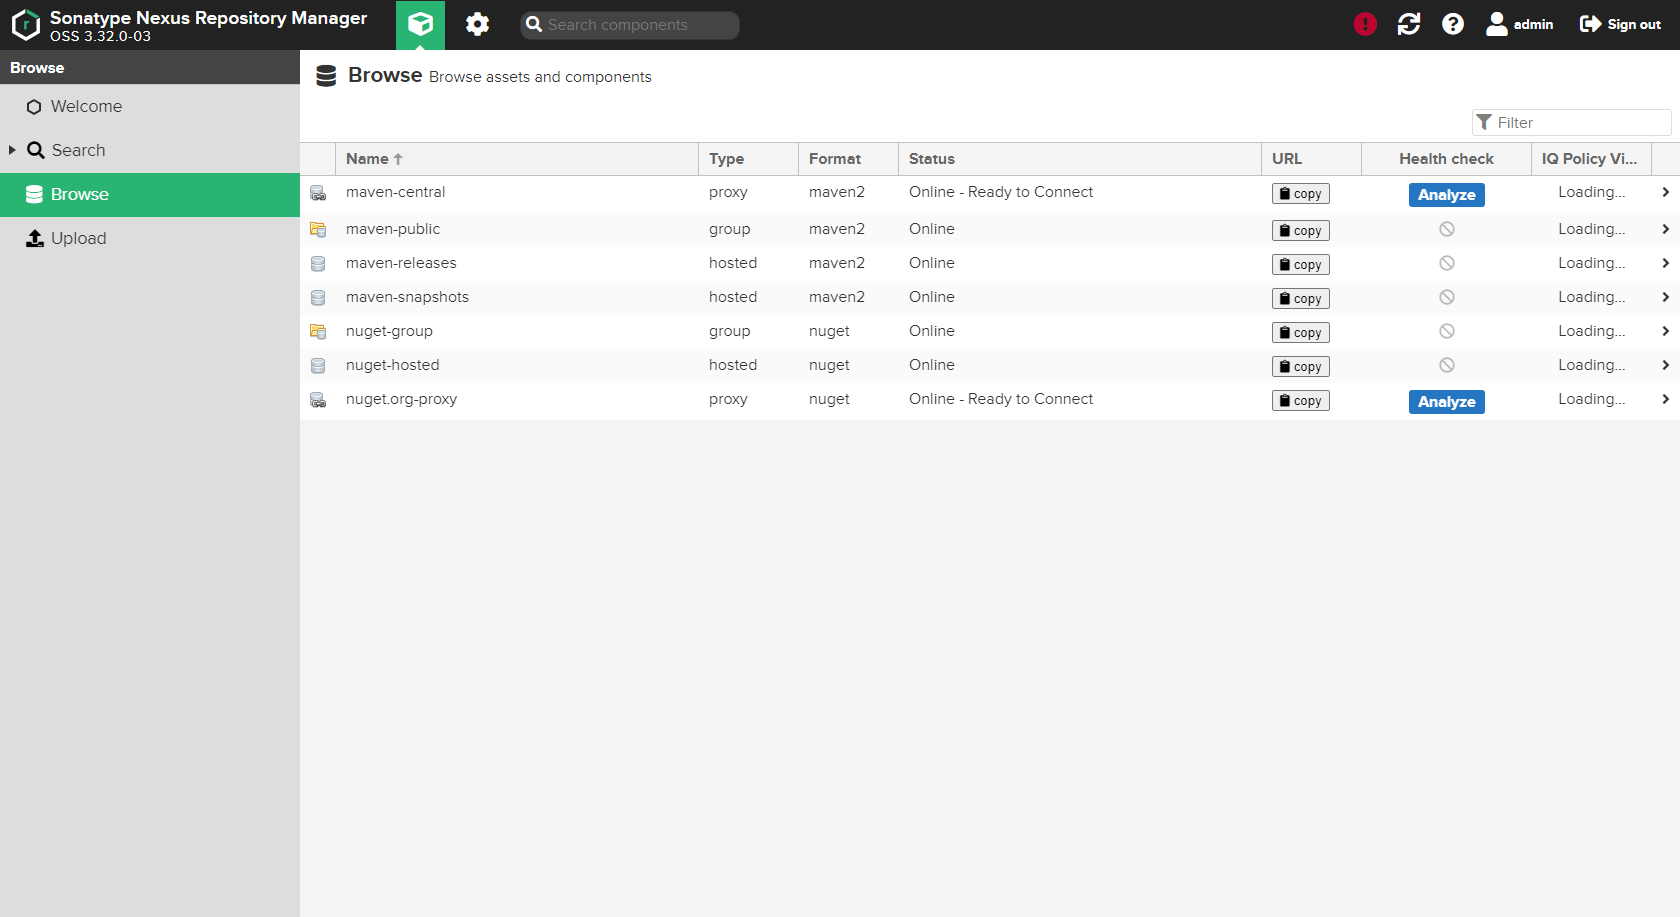 Sonatype Nexus Repository Manager
OSS 3.32.0-03
Search components
admin
Sign out
Browse
Welcome
Search
Browse
Upload
Browse Browse assets and components
Filter
Name Type Format Status URL Health check IQ Policy Vi...
maven-central proxy maven2 Online - Ready to Connect copy Analyze Loading...
maven-public group maven2 Online copy Loading...
maven-releases hosted maven2 Online copy Loading...
maven-snapshots hosted maven2 Online copy Loading...
nuget-group group nuget Online copy Loading...
nuget-hosted hosted nuget Online copy Loading...
nuget.org-proxy proxy nuget Online - Ready to Connect copy Analyze Loading...